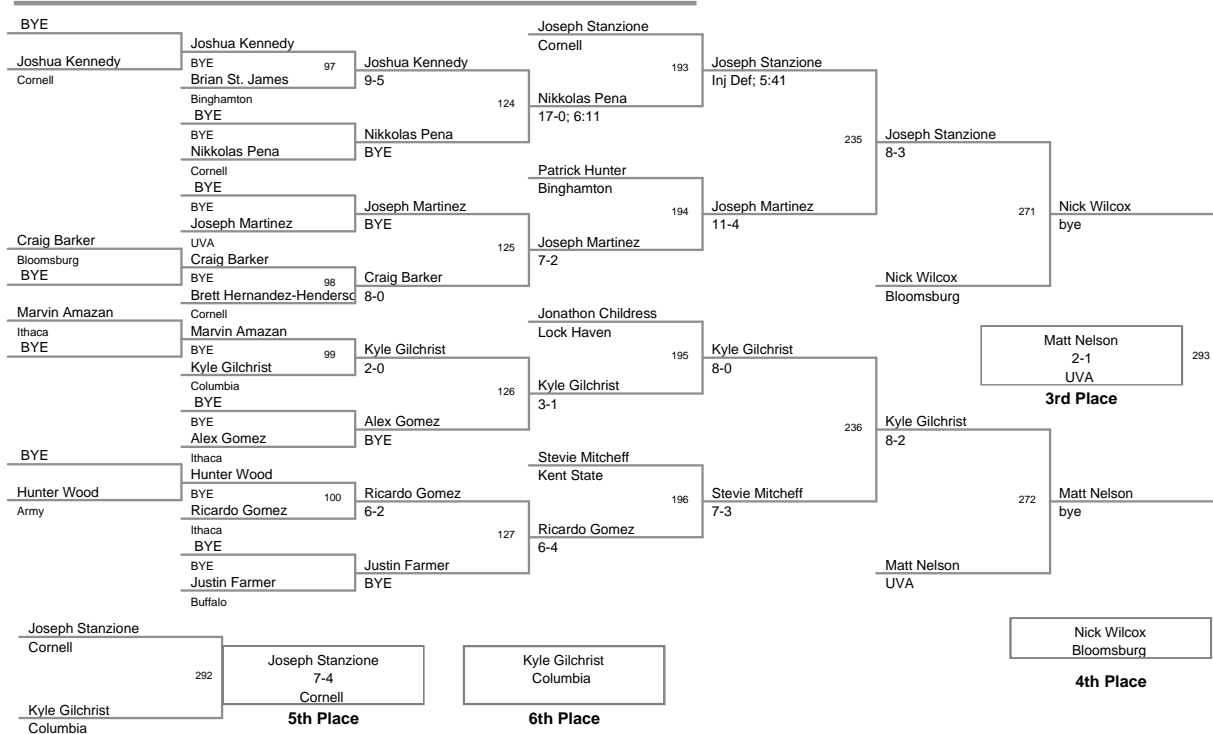 BYE
Joshua Kennedy
Cornell
Craig Barker
Bloomsburg
BYE
Marvin Amazan
Ithaca
BYE
BYE
Hunter Wood
Army
Joshua Kennedy
BYE
97
Brian St. James
Binghamton
BYE
BYE
Nikkolas Pena
Cornell
BYE
BYE
Joseph Martinez
UVA
Craig Barker
BYE
98
Brett Hernandez-Henderso
Cornell
Marvin Amazan
BYE
99
Kyle Gilchrist
Columbia
BYE
BYE
Alex Gomez
Ithaca
Hunter Wood
BYE
100
Ricardo Gomez
Ithaca
BYE
BYE
Justin Farmer
Buffalo
Joshua Kennedy
9-5
124
Nikkolas Pena
BYE
Joseph Martinez
BYE
125
Craig Barker
8-0
Kyle Gilchrist
2-0
126
Alex Gomez
BYE
Ricardo Gomez
6-2
127
Justin Farmer
BYE
Joseph Stanzione
Cornell
193
Nikkolas Pena
17-0; 6:11
Patrick Hunter
Binghamton
194
Joseph Martinez
7-2
Jonathon Childress
Lock Haven
195
Kyle Gilchrist
3-1
Stevie Mitcheff
Kent State
196
Ricardo Gomez
6-4
Joseph Stanzione
Inj Def; 5:41
235
Joseph Martinez
11-4
Kyle Gilchrist
8-0
236
Stevie Mitcheff
7-3
Joseph Stanzione
8-3
271
Nick Wilcox
Bloomsburg
Kyle Gilchrist
8-2
272
Matt Nelson
UVA
Nick Wilcox
bye
Matt Nelson
2-1
UVA
293
3rd Place
Matt Nelson
bye
Nick Wilcox
Bloomsburg
4th Place
Joseph Stanzione
Cornell
292
Kyle Gilchrist
Columbia
Joseph Stanzione
7-4
Cornell
5th Place
Kyle Gilchrist
Columbia
6th Place